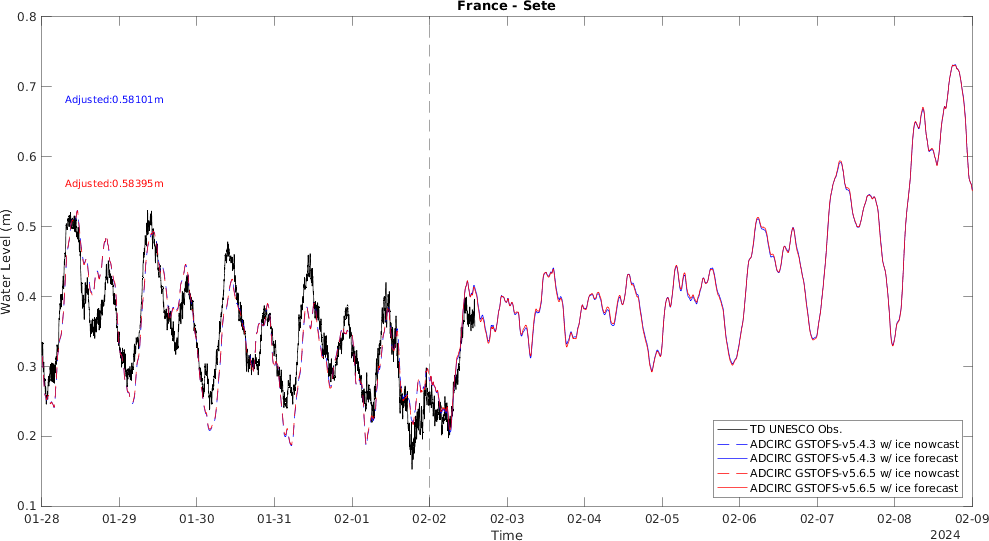 France - Sete
0.8
0.7
0.6
0.5
0.4
0.3
0.2
0.1
Water Level (m)
Adjusted:0.58101m
Adjusted:0.58395m
TD UNESCO Obs.
ADCIRC GSTOFS-v5.4.3 w/ ice nowcast
ADCIRC GSTOFS-v5.4.3 w/ ice forecast
ADCIRC GSTOFS-v5.6.5 w/ ice nowcast
ADCIRC GSTOFS-v5.6.5 w/ ice forecast
01-28 01-29 01-30 01-31 02-01 02-02 02-03 02-04 02-05 02-06 02-07 02-08 02-09
Time
2024